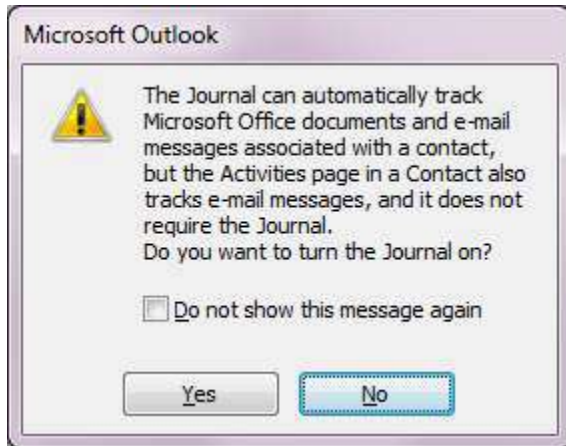 Microsoft Outlook
The Journal can automatically track
Microsoft Office documents and e-mail
messages associated with a contact,
but the Activities page in a Contact also
tracks e-mail messages, and it does not
require the Journal.
Do you want to turn the Journal on?
Do not show this message again
Yes
No